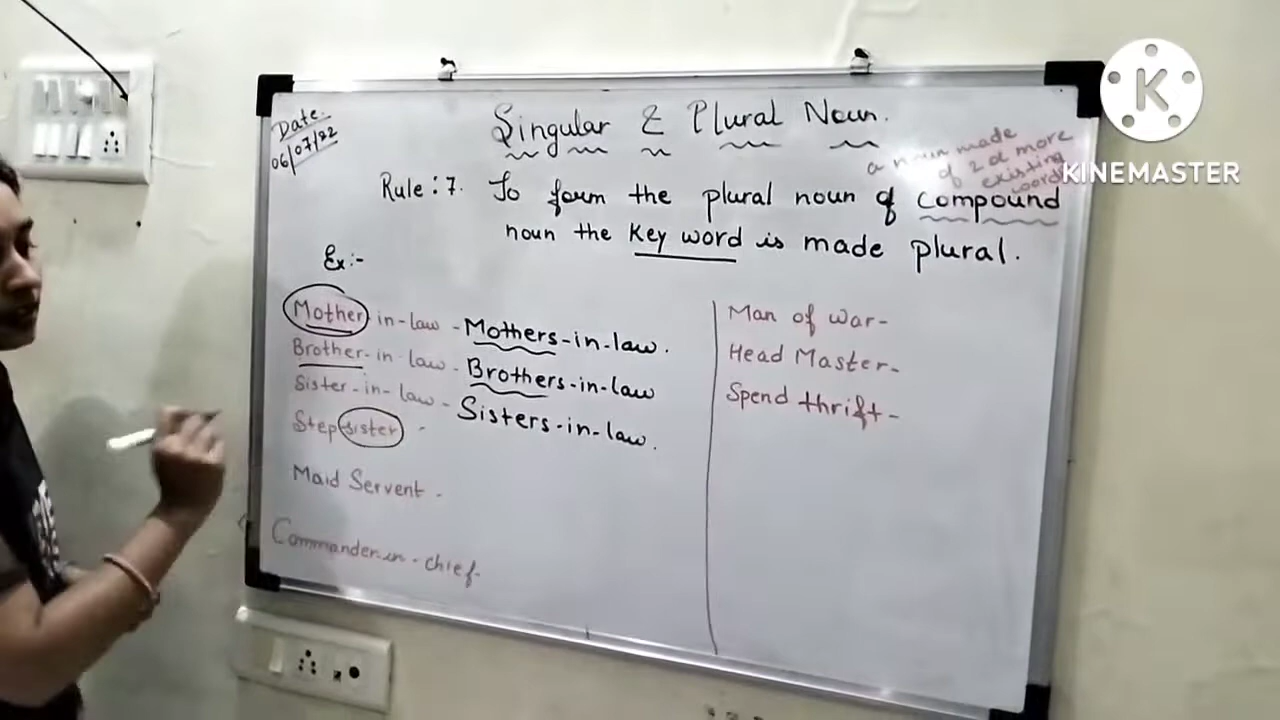 Date.
06/07/22
Singular & Plural Noun.
a noun made
of 2 or more
existing
words
Rule : 7. To form the plural noun of compound
noun the key word is made plural.
Ex :-
Mother in-law - Mothers-in-law.
Brother-in-law - Brothers-in-law
Sister-in-law - Sisters-in-law.
Step sister -
Maid Servent -
Commander-in-chief-
Man of war-
Head Master-
Spend thrift-
K
KINEMASTER